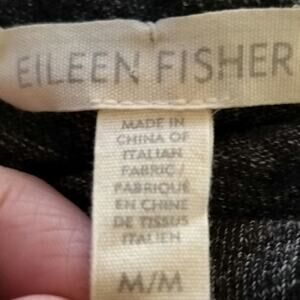 EILEEN FISHER
MADE IN
CHINA OF
ITALIAN
FABRIC/
FABRIQUÉ
EN CHINE
DE TISSUS
ITALIEN
M/M